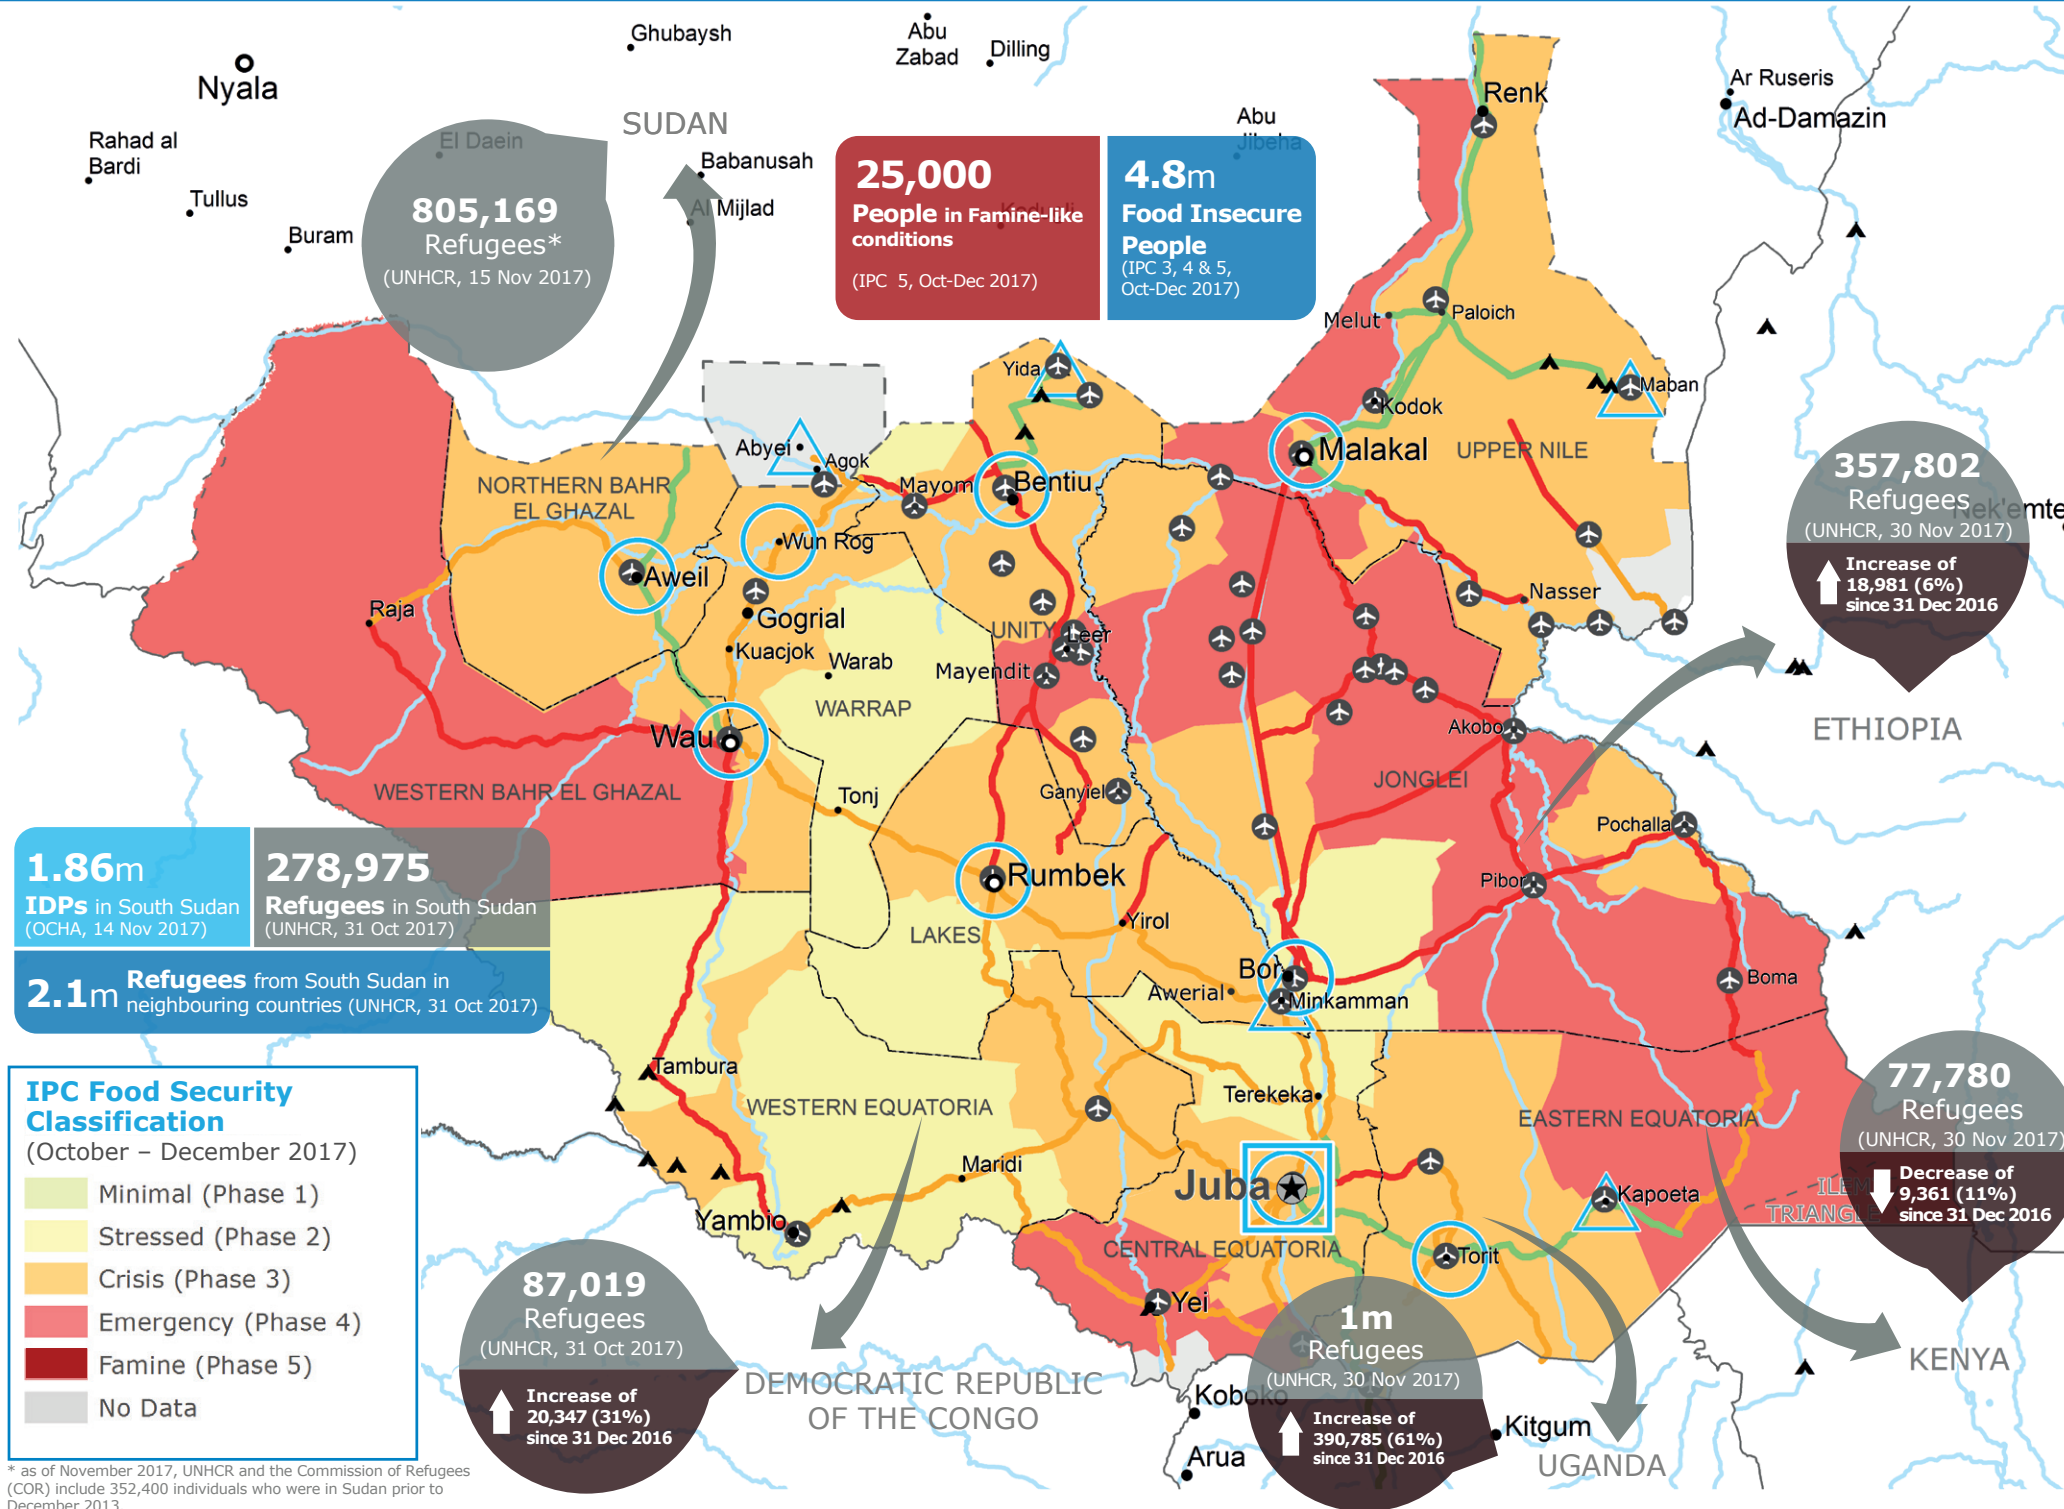 Ghubaysh
Abu
Zabad
Dilling
Nyala
Rahad al
Bardi
El Daein
SUDAN
Babanusah
Tullus
Al Mijlad
Buram
805,169
Refugees*
(UNHCR, 15 Nov 2017)
25,000
People in Famine-like
conditions
(IPC  5, Oct-Dec 2017)
4.8m
Food Insecure
People
(IPC 3, 4 & 5,
Oct-Dec 2017)
Abu
Jibeha
Renk
Ar Ruseris
Ad-Damazin
Melut
Paloich
Yida
Kodok
Maban
Abyei
Agok
Mayom
Bentiu
Malakal
UPPER NILE
NORTHERN BAHR
EL GHAZAL
Wun Rog
Aweil
Raja
Gogrial
Kuacjok
Warab
UNITY
Leer
Mayendit
Nasser
357,802
Refugees
(UNHCR, 30 Nov 2017)
Increase of
18,981 (6%)
since 31 Dec 2016
Nek'emte
WARRAP
Wau
Akobo
ETHIOPIA
WESTERN BAHR EL GHAZAL
Tonj
Ganyiel
JONGLEI
Pochalla
1.86m
IDPs in South Sudan
(OCHA, 14 Nov 2017)
278,975
Refugees in South Sudan
(UNHCR, 31 Oct 2017)
2.1m Refugees from South Sudan in
neighbouring countries (UNHCR, 31 Oct 2017)
Rumbek
Pibor
Yirol
LAKES
Bor
Awerial
Minkamman
Boma
Tambura
Terekeka
WESTERN EQUATORIA
EASTERN EQUATORIA
77,780
Refugees
(UNHCR, 30 Nov 2017)
Decrease of
9,361 (11%)
since 31 Dec 2016
Maridi
Juba
Kapoeta
TRIANGLE
Yambio
CENTRAL EQUATORIA
Torit
Yei
IPC Food Security
Classification
(October – December 2017)
Minimal (Phase 1)
Stressed (Phase 2)
Crisis (Phase 3)
Emergency (Phase 4)
Famine (Phase 5)
No Data
87,019
Refugees
(UNHCR, 31 Oct 2017)
Increase of
20,347 (31%)
since 31 Dec 2016
1m
Refugees
(UNHCR, 30 Nov 2017)
Increase of
390,785 (61%)
since 31 Dec 2016
KENYA
DEMOCRATIC REPUBLIC
OF THE CONGO
Koboko
Kitgum
Arua
UGANDA
* as of November 2017, UNHCR and the Commission of Refugees
(COR) include 352,400 individuals who were in Sudan prior to
December 2013